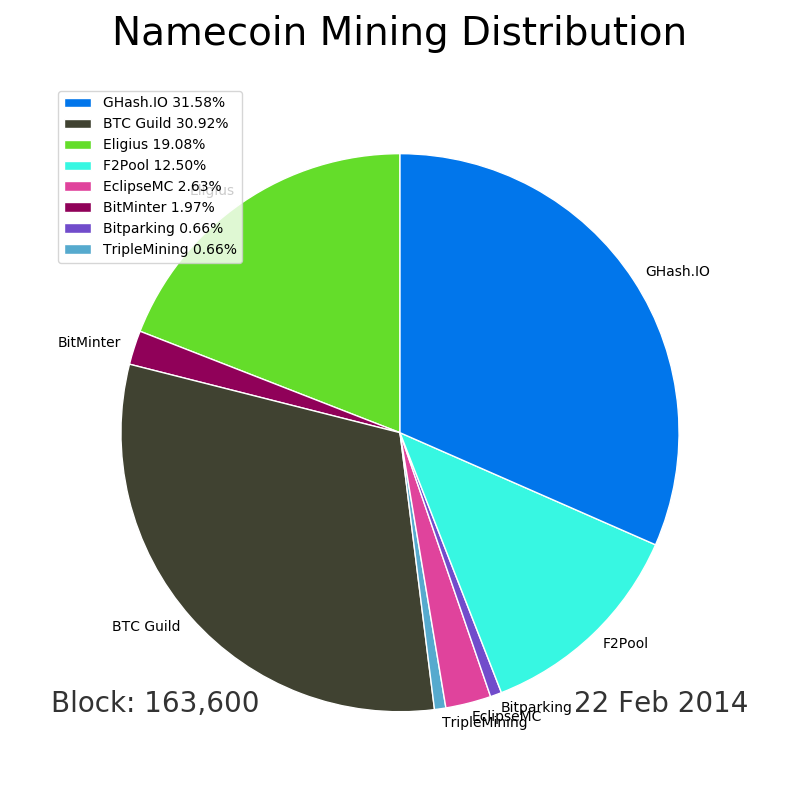 Namecoin Mining Distribution
GHash.IO 31.58%
BTC Guild 30.92%
Eligius 19.08%
F2Pool 12.50%
EclipseMC 2.63%
BitMinter 1.97%
Bitparking 0.66%
TripleMining 0.66%
Eligius
GHash.IO
BitMinter
BTC Guild
F2Pool
Bitparking
EclipseMC
TripleMining
Block: 163,600
22 Feb 2014